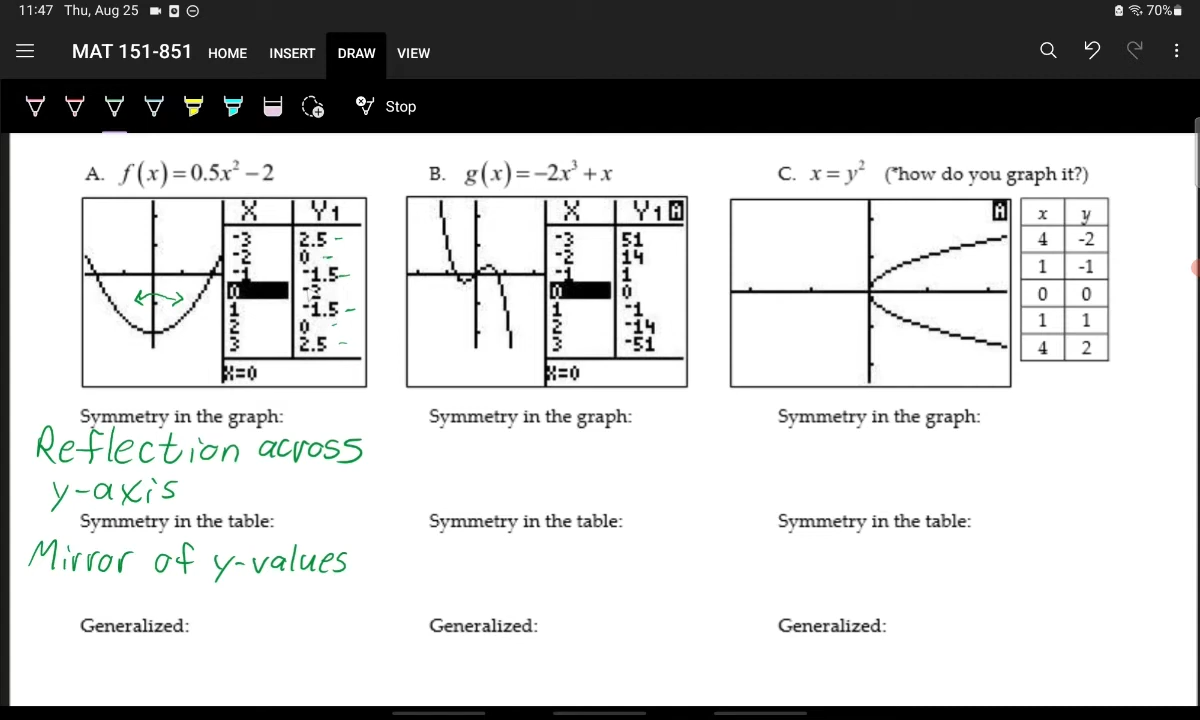 11:47 Thu, Aug 25 70%
MAT 151-851 HOME INSERT DRAW VIEW
Stop
A. f(x)=0.5x²−2
X Y1
-3 2.5 -
-2 0 -
-1 -1.5 -
0 -2
1 -1.5 -
2 0 -
3 2.5 -
X=0
Symmetry in the graph:
Reflection across
y-axis
Symmetry in the table:
Mirror of y-values
Generalized:
B. g(x)=−2x³+x
X Y1
-3 51
-2 14
-1 1
0 0
1 -1
2 -14
3 -51
X=0
Symmetry in the graph:
Symmetry in the table:
Generalized:
C. x=y² (*how do you graph it?)
x y
4 -2
1 -1
0 0
1 1
4 2
Symmetry in the graph:
Symmetry in the table:
Generalized: